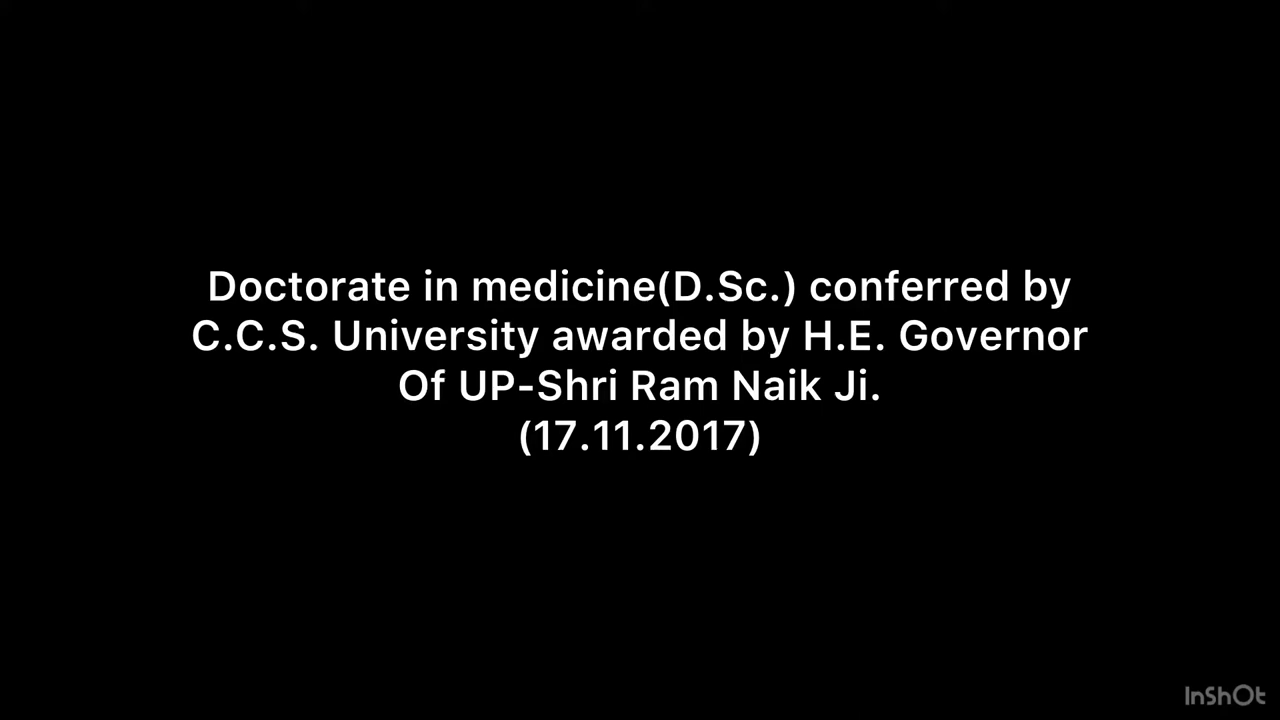 Doctorate in medicine(D.Sc.) conferred by
C.C.S. University awarded by H.E. Governor
Of UP-Shri Ram Naik Ji.
(17.11.2017)
InShOt